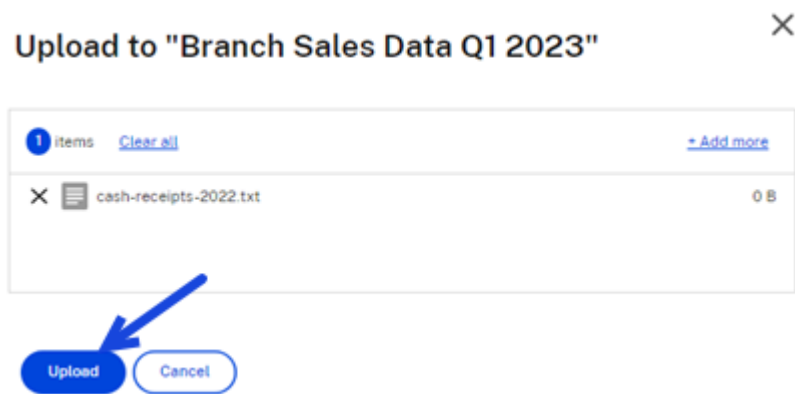 Upload to "Branch Sales Data Q1 2023"
1 items Clear all + Add more
cash-receipts-2022.txt 0 B
Upload Cancel